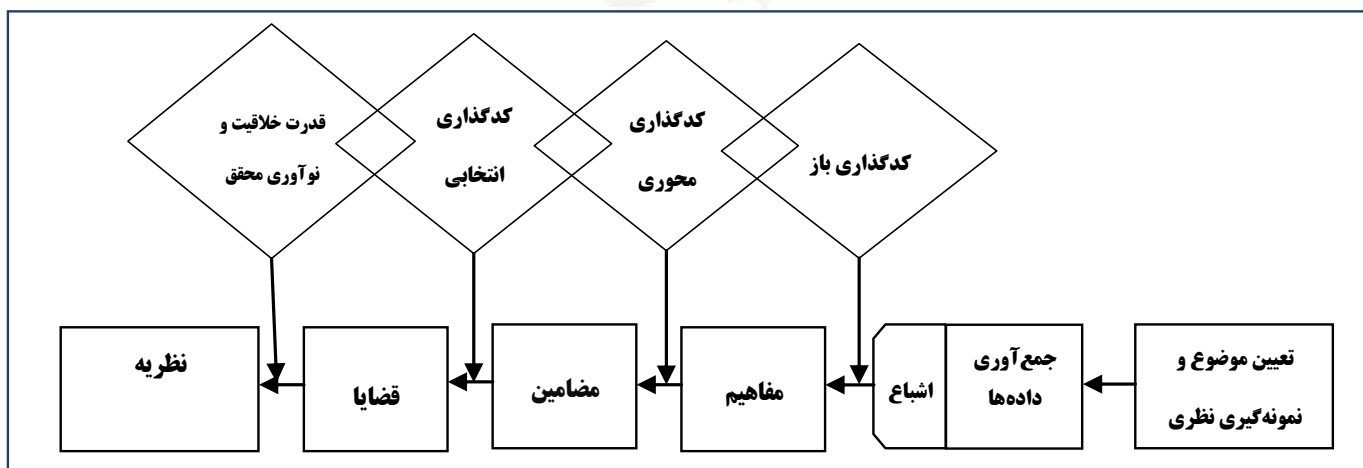 کدگذاری باز
کدگذاری
محوری
کدگذاری
انتخابی
قدرت خلاقیت و
نوآوری محقق
تعیین موضوع و
نمونه‌گیری نظری
جمع‌آوری
داده‌ها
اشباع
مفاهیم
مضامین
قضایا
نظریه